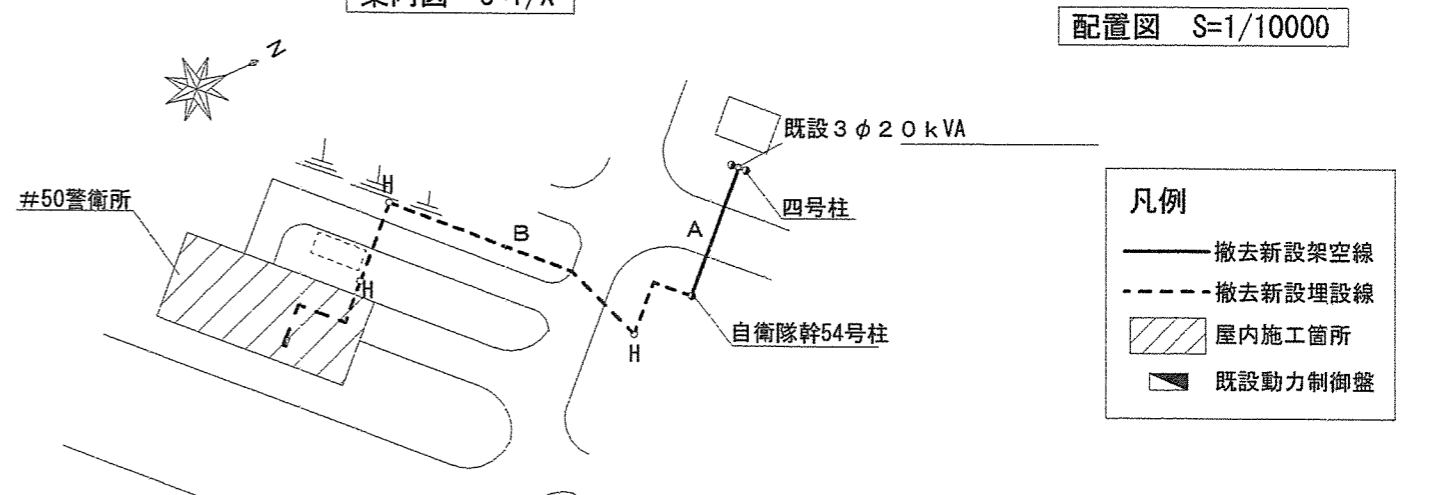 配置図 S=1/10000
N
既設3φ20kVA
#50警衛所
H
四号柱
凡例
A
B
撤去新設架空線
撤去新設埋設線
H
自衛隊幹54号柱
H
屋内施工箇所
既設動力制御盤